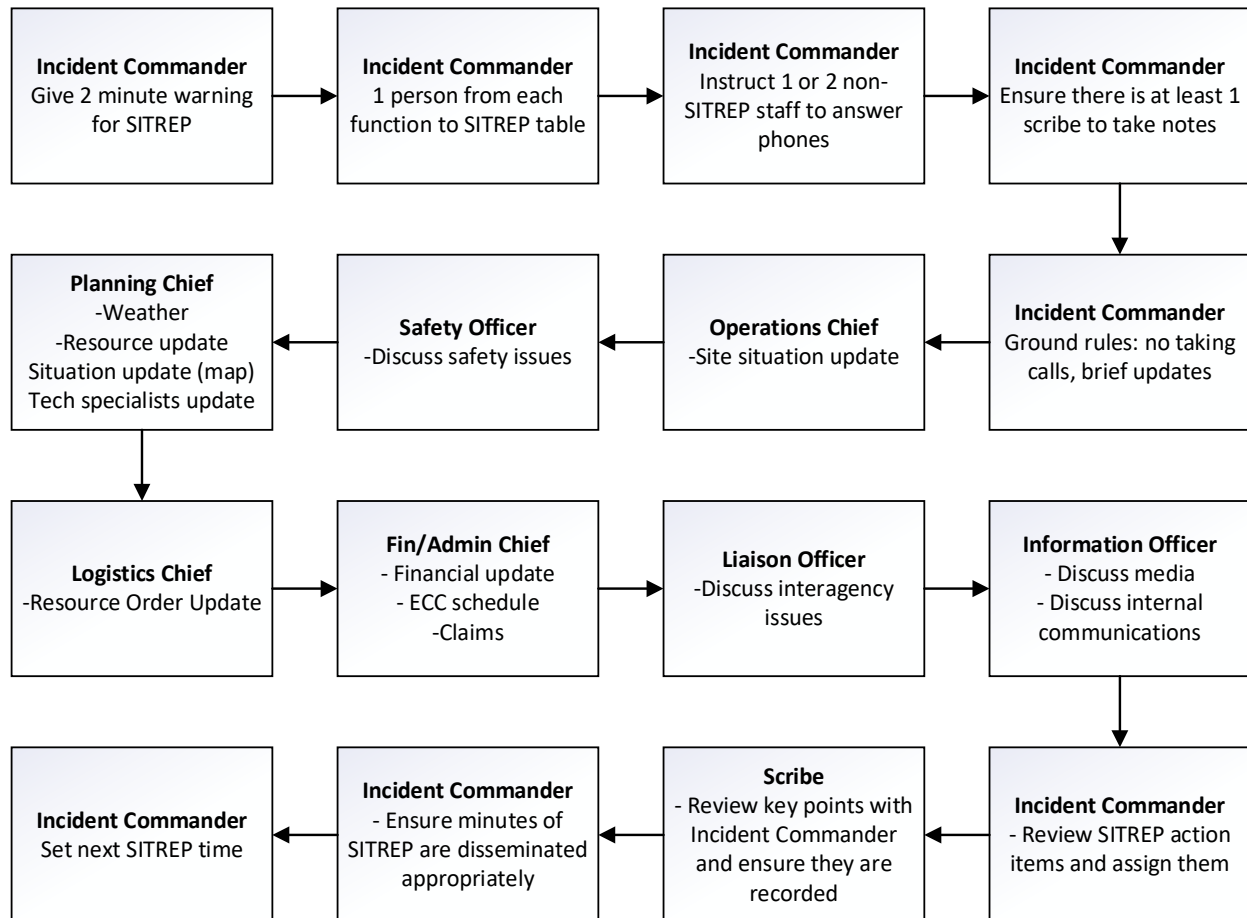 Incident Commander
Give 2 minute warning
for SITREP
Incident Commander
1 person from each
function to SITREP table
Incident Commander
Instruct 1 or 2 non-
SITREP staff to answer
phones
Incident Commander
Ensure there is at least 1
scribe to take notes
Incident Commander
Ground rules: no taking
calls, brief updates
Operations Chief
-Site situation update
Safety Officer
-Discuss safety issues
Planning Chief
-Weather
-Resource update
Situation update (map)
Tech specialists update
Logistics Chief
-Resource Order Update
Fin/Admin Chief
- Financial update
- ECC schedule
-Claims
Liaison Officer
-Discuss interagency
issues
Information Officer
- Discuss media
- Discuss internal
communications
Incident Commander
- Review SITREP action
items and assign them
Scribe
- Review key points with
Incident Commander
and ensure they are
recorded
Incident Commander
- Ensure minutes of
SITREP are disseminated
appropriately
Incident Commander
Set next SITREP time